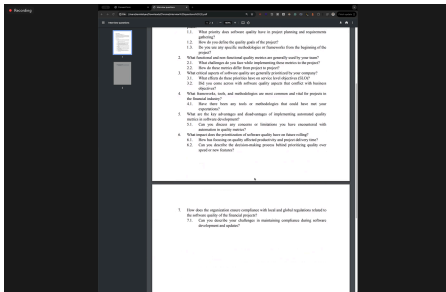 Recording
1.1. What priority does software quality have in project planning and requirements
gathering?
1.2. How do you define the quality goals of the project?
1.3. Do you use any specific methodologies or frameworks from the beginning of the
project?
2. What functional and non-functional quality metrics are generally used by your team?
2.1. What challenges do you face while implementing these metrics to the project?
2.2. How do these metrics differ from project to project?
3. What critical aspects of software quality are generally prioritized by your company?
3.1. What effects do these priorities have on service level objectives (SLO)?
3.2. Did you come across with software quality aspects that conflict with business
objectives?
4. What frameworks, tools, and methodologies are most common and vital for projects in
the financial industry?
4.1. Have there been any tools or methodologies that could have met your
expectations?
5. What are the key advantages and disadvantages of implementing automated quality
metrics in software development?
5.1. Can you discuss any concerns or limitations you have encountered with
automation in quality metrics?
6. What impact does the prioritization of software quality have on future rolling?
6.1. How has focusing on quality affected productivity and project delivery time?
6.2. Can you describe the decision-making process behind prioritizing quality over
speed or new features?
7. How does the organization ensure compliance with local and global regulations related to
the software quality of the financial projects?
7.1. Can you describe your challenges in maintaining compliance during software
development and updates?